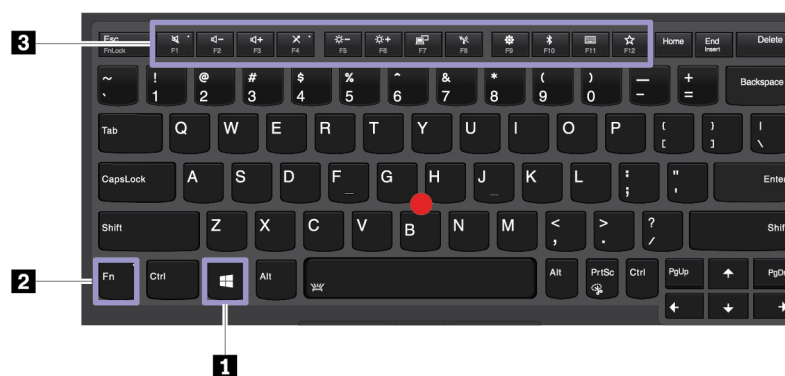 3
Esc
FnLock
F1 F2 F3 F4 F5 F6 F7 F8 F9 F10 F11 F12
Home
End
Insert
Delete
~ ` ! 1 @ 2 # 3 $ 4 % 5 ^ 6 & 7 * 8 ( 9 ) 0 — - + = Backspace
Tab Q W E R T Y U I O P { [ } ] | \
CapsLock A S D F G H J K L : ; " ' Enter
Shift Z X C V B N M < , > . ? / Shif
2
Fn Ctrl Alt Alt PrtSc Ctrl PgUp PgDn
1